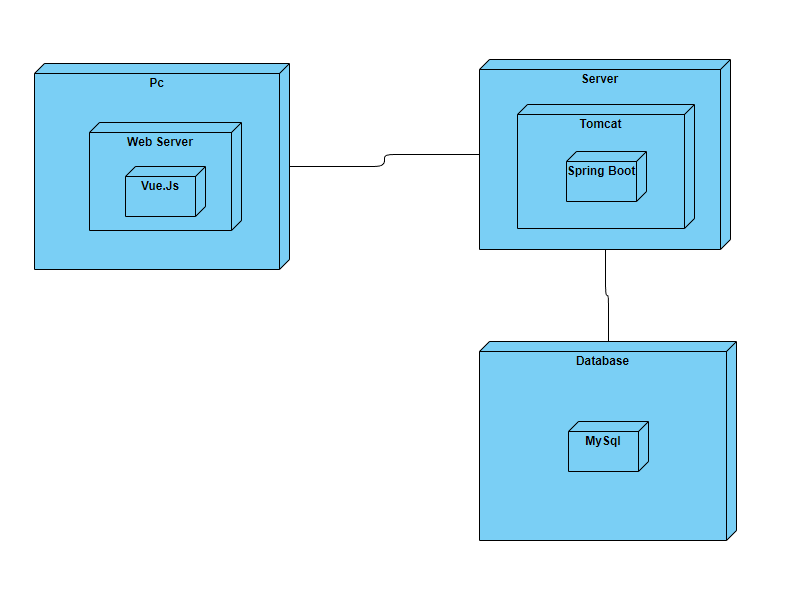 Pc
Web Server
Vue.Js
Server
Tomcat
Spring Boot
Database
MySql